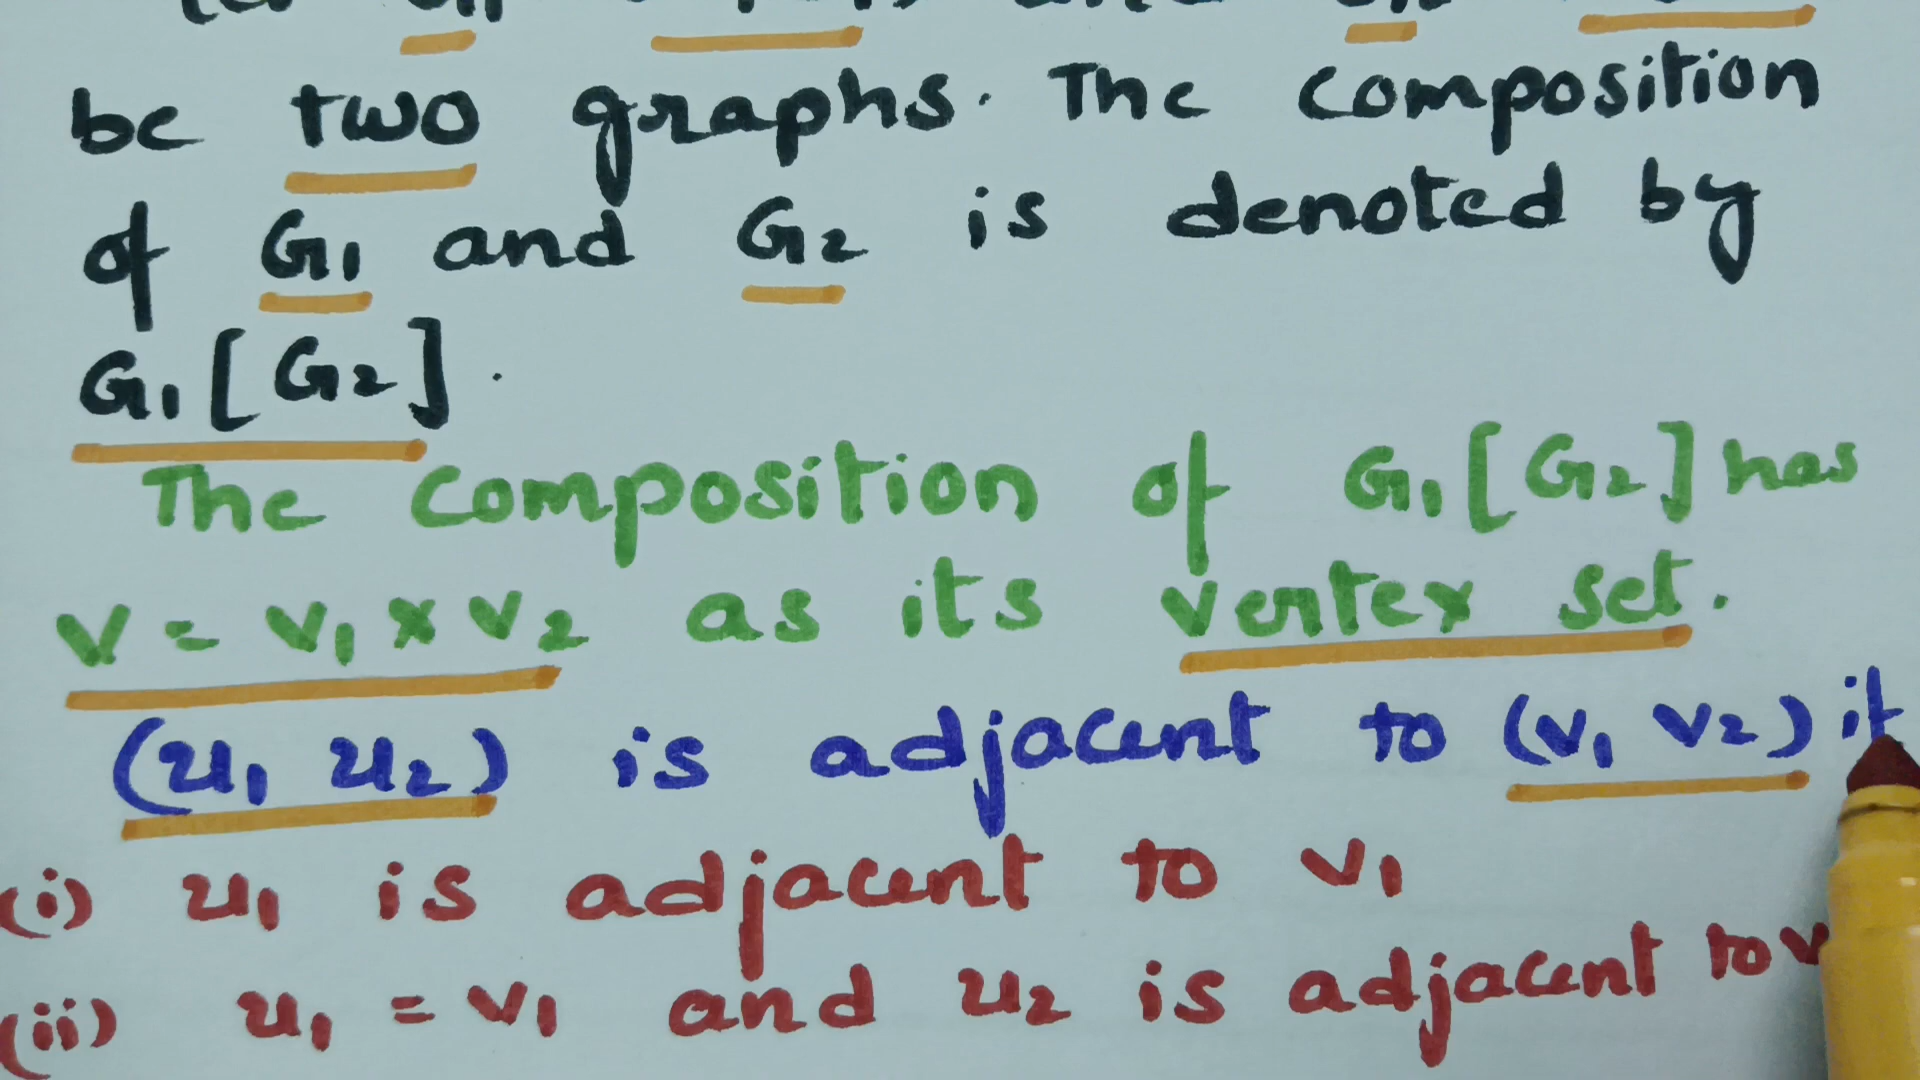 and
be two graphs. The composition
of G1 and G2 is denoted by
G1[G2].
The composition of G1[G2] has
V = V1 × V2 as its vertex set.
(u1 u2) is adjacent to (v1 v2) if
(i) u1 is adjacent to v1
(ii) u1 = v1 and u2 is adjacent to v